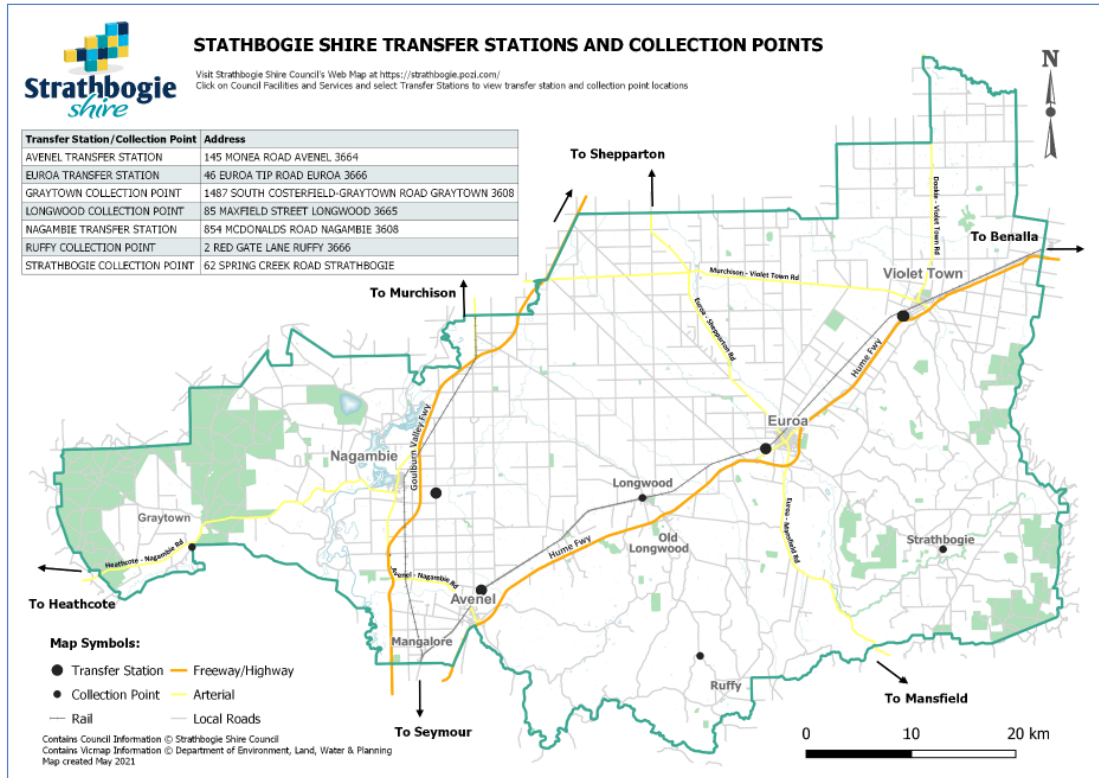 STATHBOGIE SHIRE TRANSFER STATIONS AND COLLECTION POINTS
Strathbogie
shire
Visit Strathbogie Shire Council's Web Map at https://strathbogie.pozi.com/
Click on Council Facilities and Services and select Transfer Stations to view transfer station and collection point locations
N
Transfer Station/Collection Point Address
AVENEL TRANSFER STATION 145 MONEA ROAD AVENEL 3664
EUROA TRANSFER STATION 46 EUROA TIP ROAD EUROA 3666
GRAYTOWN COLLECTION POINT 1487 SOUTH COSTERFIELD-GRAYTOWN ROAD GRAYTOWN 3608
LONGWOOD COLLECTION POINT 85 MAXFIELD STREET LONGWOOD 3665
NAGAMBIE TRANSFER STATION 854 MCDONALDS ROAD NAGAMBIE 3608
RUFFY COLLECTION POINT 2 RED GATE LANE RUFFY 3666
STRATHBOGIE COLLECTION POINT 62 SPRING CREEK ROAD STRATHBOGIE
To Shepparton
Dookie - Violet Town Rd
To Benalla
Violet Town
Murchison - Violet Town Rd
To Murchison
Euroa - Shepparton Rd
Hume Fwy
Goulburn Valley Fwy
Euroa
Nagambie
Longwood
Graytown
Old
Longwood
Euroa - Mansfield Rd
Strathbogie
Heathcote - Nagambie Rd
Hume Fwy
Avenel - Nagambie Rd
To Heathcote
Avenel
Mangalore
Ruffy
To Mansfield
To Seymour
Map Symbols:
Transfer Station Freeway/Highway
Collection Point Arterial
Rail Local Roads
0 10 20 km
Contains Council Information © Strathbogie Shire Council
Contains Vicmap Information © Department of Environment, Land, Water & Planning
Map created May 2021